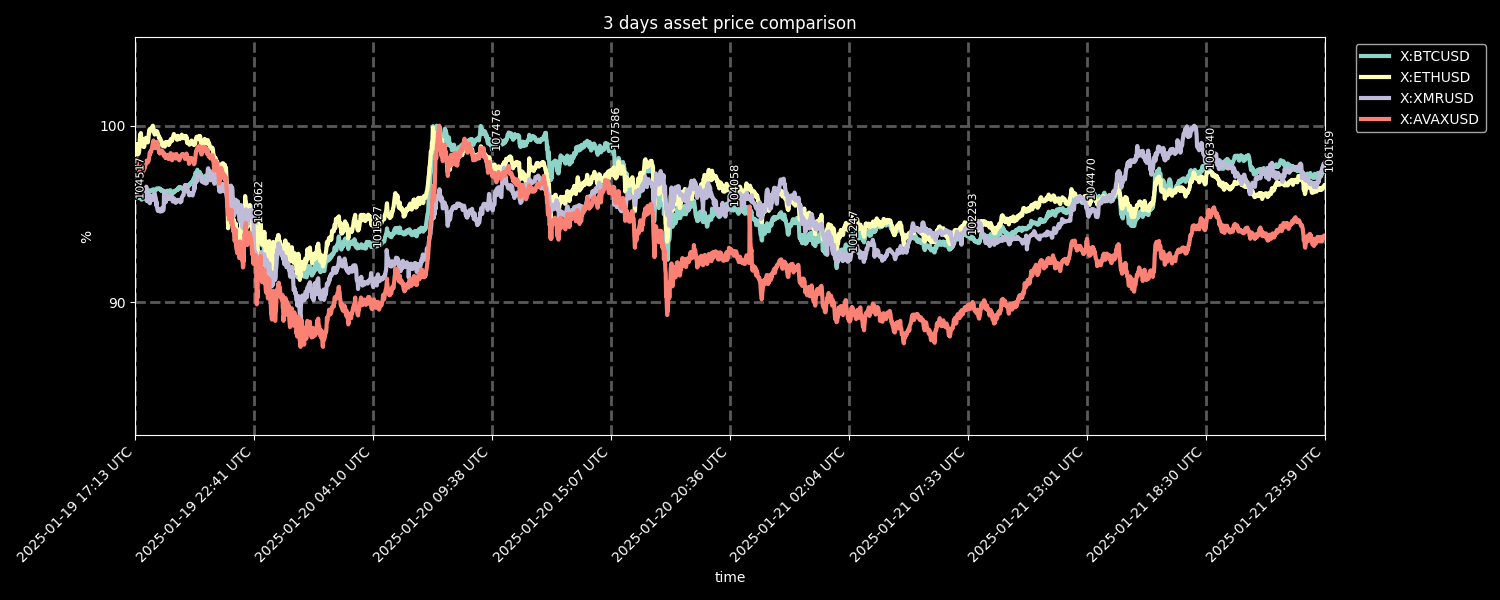 3 days asset price comparison
X:BTCUSD
X:ETHUSD
X:XMRUSD
X:AVAXUSD
100
90
%
104517
103062
101527
107476
107586
104058
101247
102293
104470
106340
106159
2025-01-19 17:13 UTC
2025-01-19 22:41 UTC
2025-01-20 04:10 UTC
2025-01-20 09:38 UTC
2025-01-20 15:07 UTC
2025-01-20 20:36 UTC
2025-01-21 02:04 UTC
2025-01-21 07:33 UTC
2025-01-21 13:01 UTC
2025-01-21 18:30 UTC
2025-01-21 23:59 UTC
time